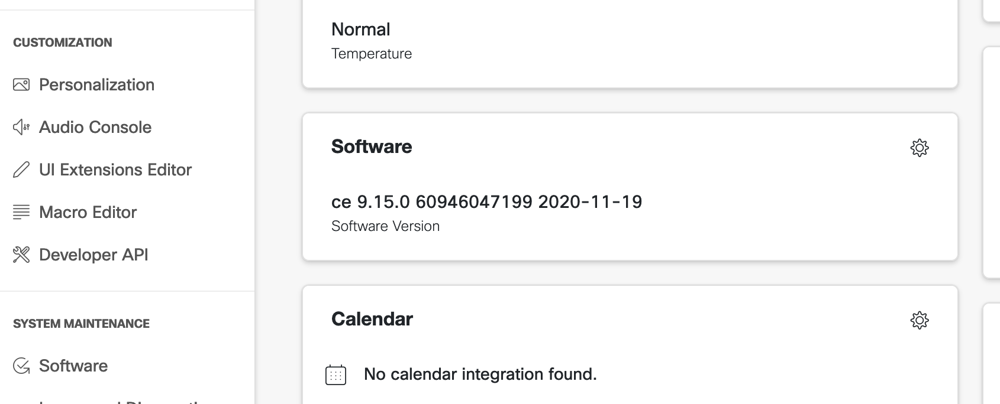 CUSTOMIZATION
Personalization
Audio Console
UI Extensions Editor
Macro Editor
Developer API
SYSTEM MAINTENANCE
Software
Normal
Temperature
Software
ce 9.15.0 60946047199 2020-11-19
Software Version
Calendar
No calendar integration found.